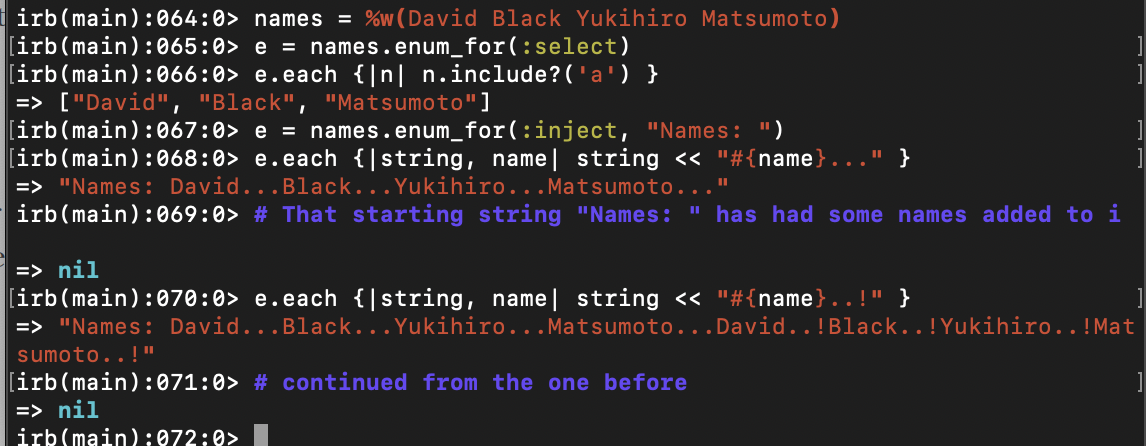 irb(main):064:0> names = %w(David Black Yukihiro Matsumoto)
[irb(main):065:0> e = names.enum_for(:select) ]
[irb(main):066:0> e.each {|n| n.include?('a') } ]
=> ["David", "Black", "Matsumoto"]
[irb(main):067:0> e = names.enum_for(:inject, "Names: ") ]
[irb(main):068:0> e.each {|string, name| string << "#{name}..." } ]
=> "Names: David...Black...Yukihiro...Matsumoto..."
irb(main):069:0> # That starting string "Names: " has had some names added to i
=> nil
[irb(main):070:0> e.each {|string, name| string << "#{name}..!" } ]
=> "Names: David...Black...Yukihiro...Matsumoto...David..!Black..!Yukihiro..!Mat
sumoto..!"
[irb(main):071:0> # continued from the one before ]
=> nil
irb(main):072:0>